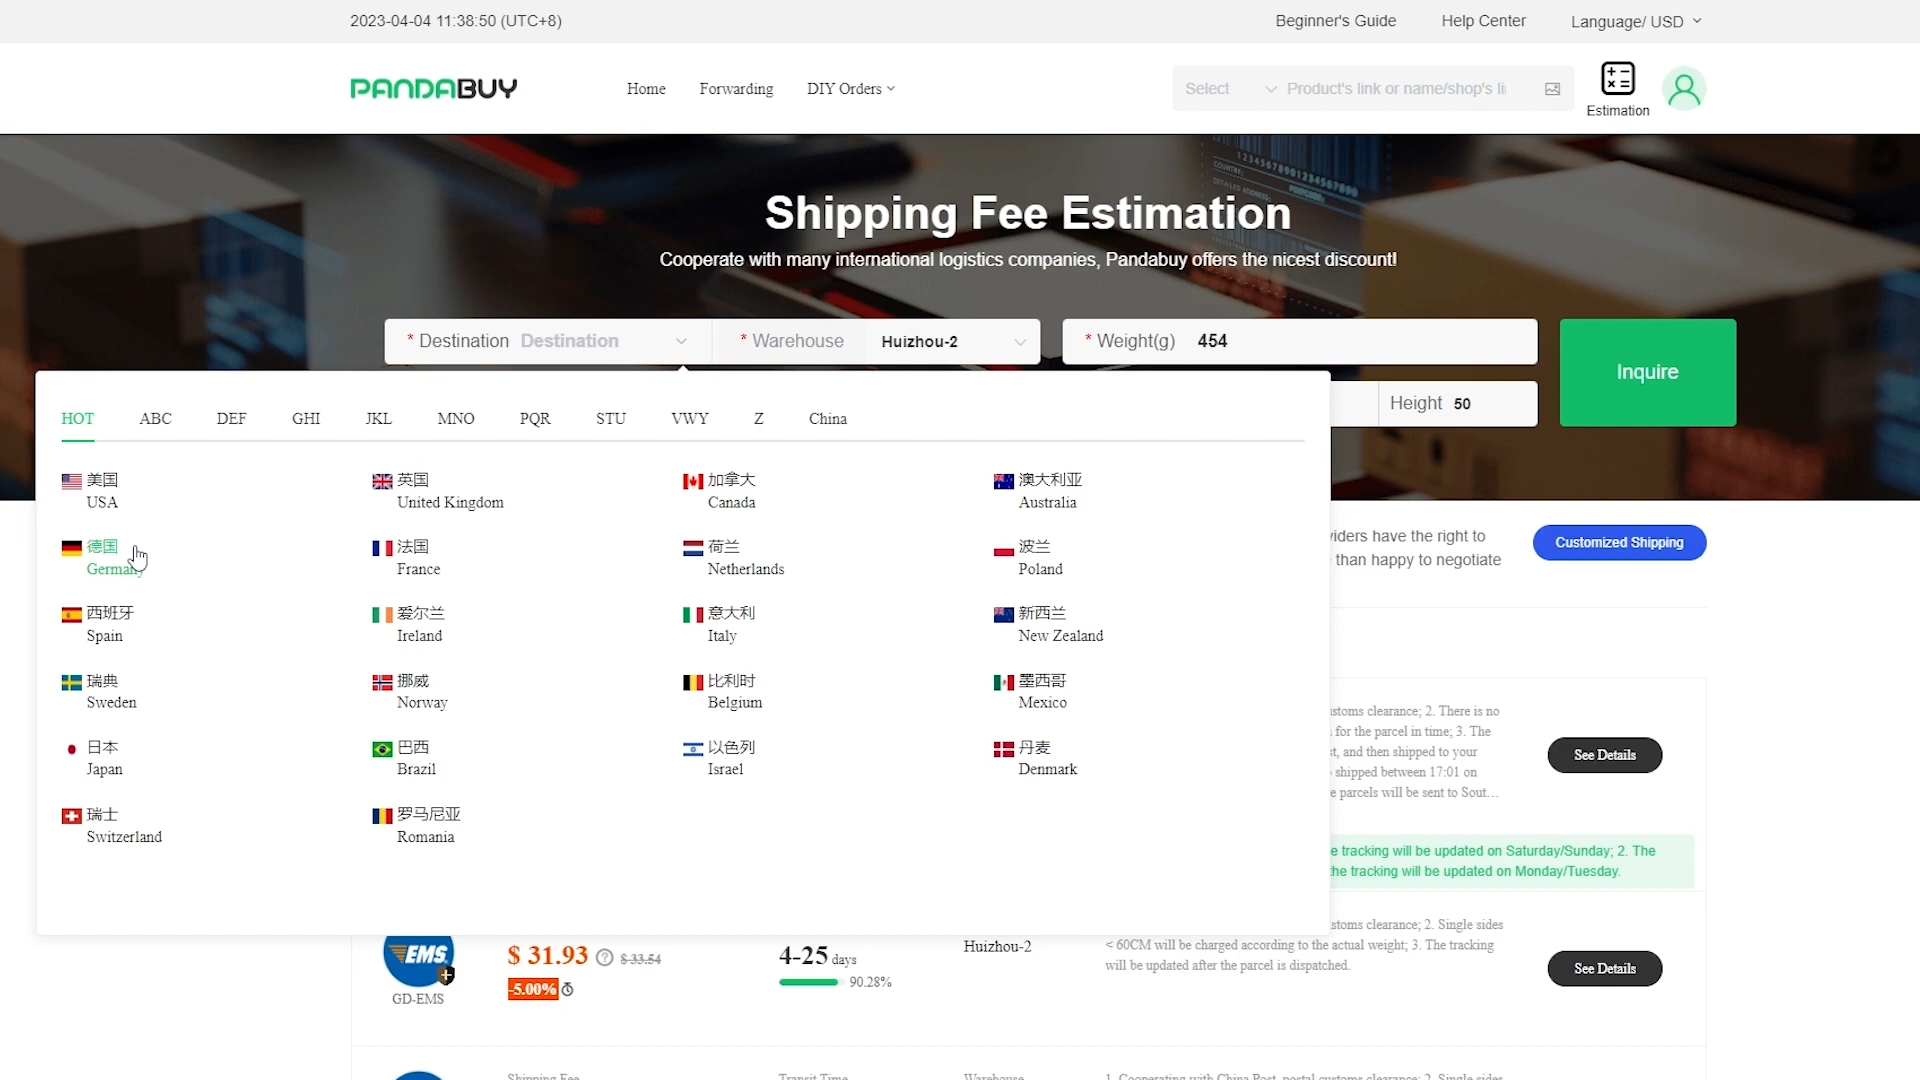 2023-04-04 11:38:50 (UTC+8)
Beginner's Guide
Help Center
Language/ USD
PANDABUY
Home
Forwarding
DIY Orders
Select
Product's link or name/shop's li
Estimation
COUNTRY:
12345678901234567890
Shipping Fee Estimation
Cooperate with many international logistics companies, Pandabuy offers the nicest discount!
* Destination Destination
* Warehouse Huizhou-2
* Weight(g) 454
Height 50
Inquire
HOT
ABC
DEF
GHI
JKL
MNO
PQR
STU
VWY
Z
China
美国
USA
英国
United Kingdom
加拿大
Canada
澳大利亚
Australia
德国
Germany
法国
France
荷兰
Netherlands
波兰
Poland
西班牙
Spain
爱尔兰
Ireland
意大利
Italy
新西兰
New Zealand
瑞典
Sweden
挪威
Norway
比利时
Belgium
墨西哥
Mexico
日本
Japan
巴西
Brazil
以色列
Israel
丹麦
Denmark
瑞士
Switzerland
罗马尼亚
Romania
viders have the right to
than happy to negotiate
Customized Shipping
stoms clearance; 2. There is no
for the parcel in time; 3. The
t, and then shipped to your
shipped between 17:01 on
e parcels will be sent to Sout...
See Details
e tracking will be updated on Saturday/Sunday; 2. The
the tracking will be updated on Monday/Tuesday.
EMS
GD-EMS
$ 31.93 ? $ 33.54
-5.00%
4-25 days
90.28%
Huizhou-2
stoms clearance; 2. Single sides
< 60CM will be charged according to the actual weight; 3. The tracking
will be updated after the parcel is dispatched.
See Details
Shipping Fee
Transit Time
Warehouse
1. Cooperating with China Post, portal customs clearance; 2. Single sides